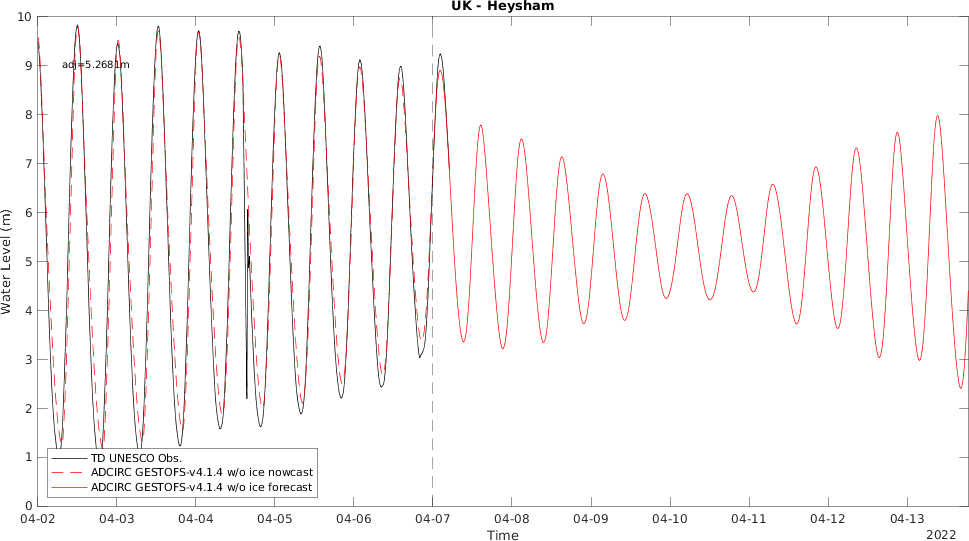 UK - Heysham
10
9
8
7
6
5
4
3
2
1
0
Water Level (m)
adj=5.2681m
TD UNESCO Obs.
ADCIRC GESTOFS-v4.1.4 w/o ice nowcast
ADCIRC GESTOFS-v4.1.4 w/o ice forecast
04-02 04-03 04-04 04-05 04-06 04-07 04-08 04-09 04-10 04-11 04-12 04-13
Time
2022